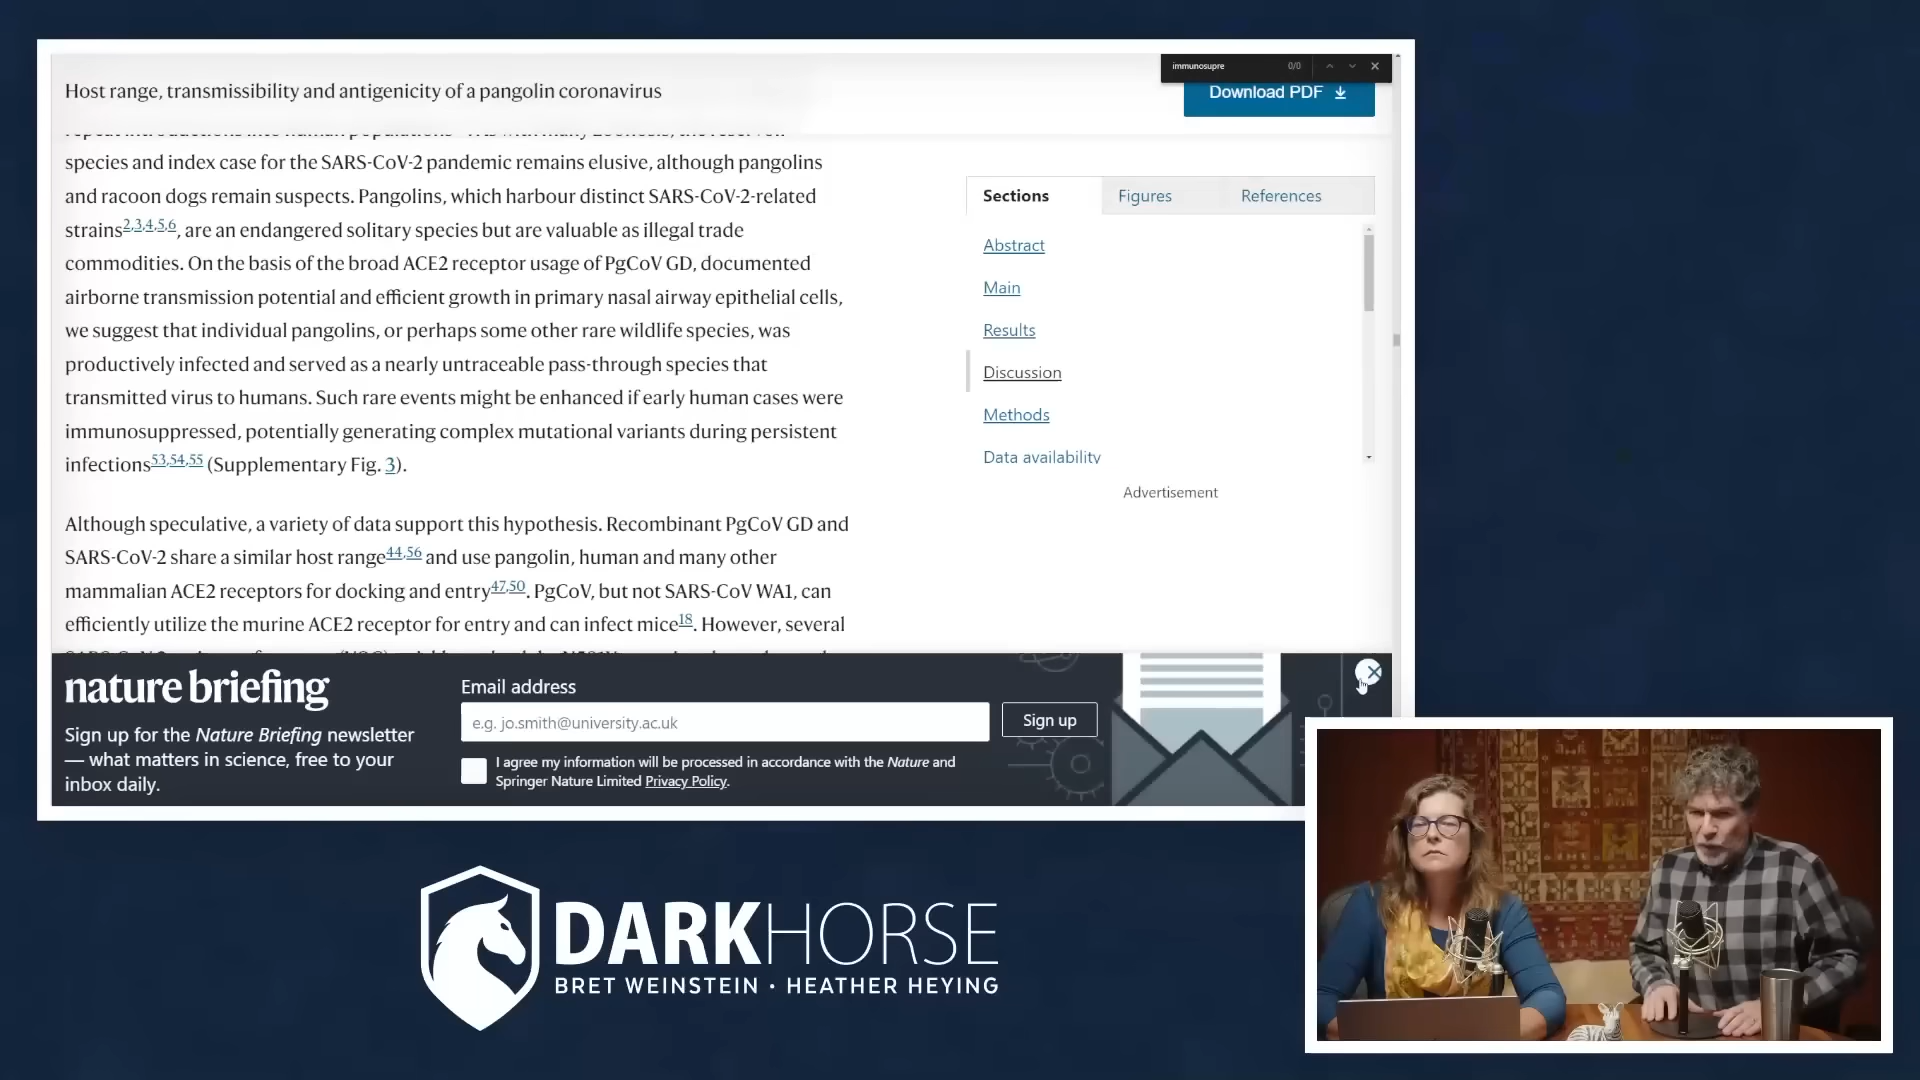 immunosupre 0/0
Host range, transmissibility and antigenicity of a pangolin coronavirus
Download PDF
species and index case for the SARS-CoV-2 pandemic remains elusive, although pangolins
and racoon dogs remain suspects. Pangolins, which harbour distinct SARS-CoV-2-related
strains2,3,4,5,6, are an endangered solitary species but are valuable as illegal trade
commodities. On the basis of the broad ACE2 receptor usage of PgCoV GD, documented
airborne transmission potential and efficient growth in primary nasal airway epithelial cells,
we suggest that individual pangolins, or perhaps some other rare wildlife species, was
productively infected and served as a nearly untraceable pass-through species that
transmitted virus to humans. Such rare events might be enhanced if early human cases were
immunosuppressed, potentially generating complex mutational variants during persistent
infections53,54,55 (Supplementary Fig. 3).
Although speculative, a variety of data support this hypothesis. Recombinant PgCoV GD and
SARS-CoV-2 share a similar host range44,56 and use pangolin, human and many other
mammalian ACE2 receptors for docking and entry47,50. PgCoV, but not SARS-CoV WA1, can
efficiently utilize the murine ACE2 receptor for entry and can infect mice18. However, several
Sections Figures References
Abstract
Main
Results
Discussion
Methods
Data availability
Advertisement
nature briefing
Sign up for the Nature Briefing newsletter
— what matters in science, free to your
inbox daily.
Email address
e.g. jo.smith@university.ac.uk
Sign up
I agree my information will be processed in accordance with the Nature and
Springer Nature Limited Privacy Policy.
DARKHORSE
BRET WEINSTEIN • HEATHER HEYING